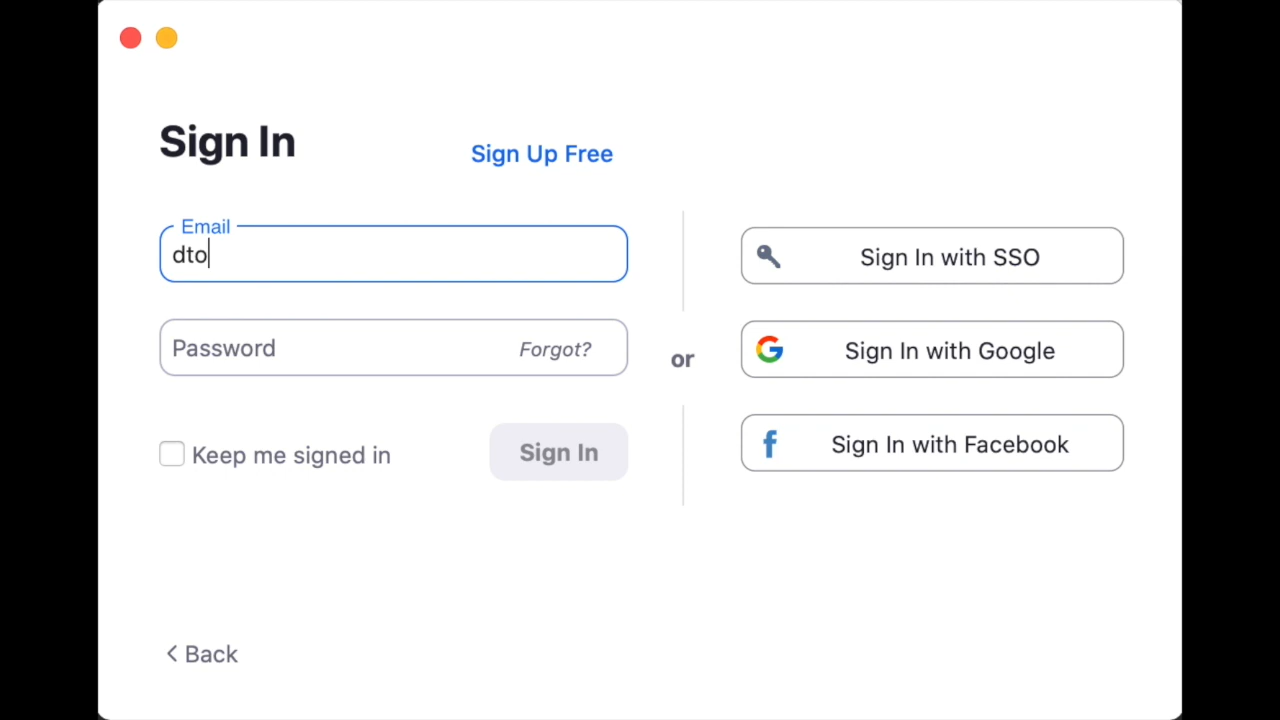 Sign In
Sign Up Free
Email
dto
Password
Forgot?
Keep me signed in
Sign In
or
Sign In with SSO
Sign In with Google
Sign In with Facebook
Back